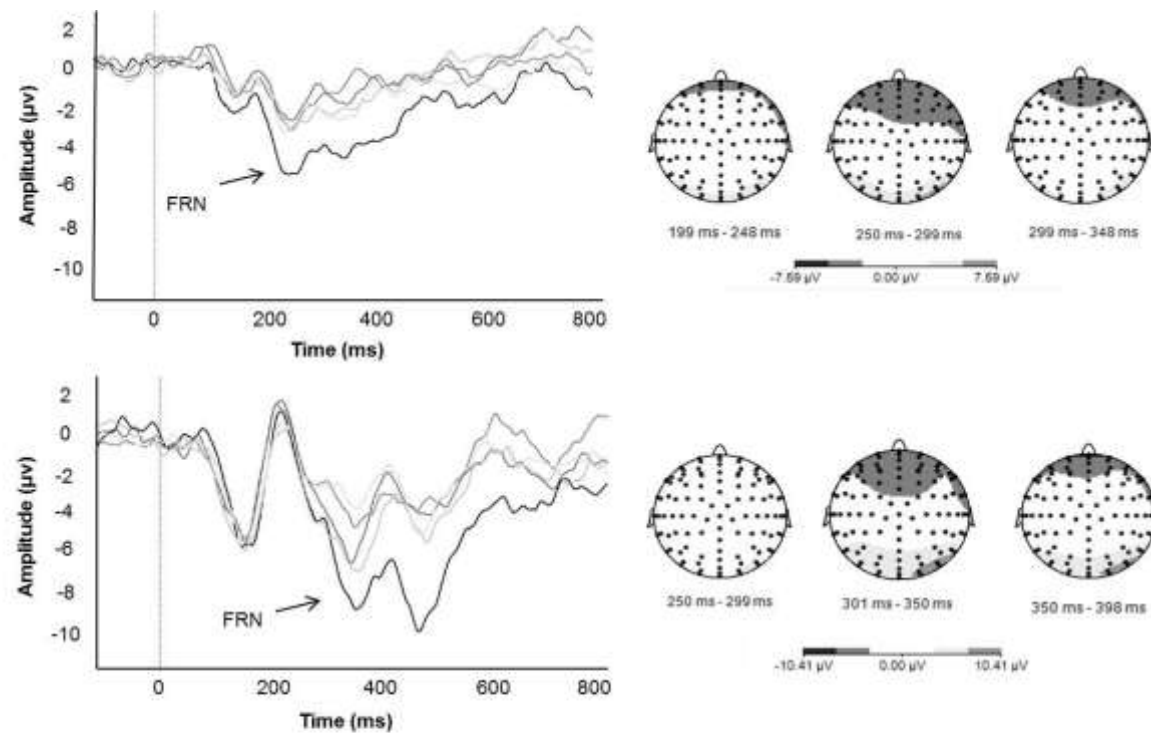 2
0
-2
-4
-6
-8
-10
Amplitude (µv)
FRN
0
200
400
600
800
Time (ms)
199 ms - 248 ms
250 ms - 299 ms
299 ms - 348 ms
-7.69 µV
0.00 µV
7.69 µV
2
0
-2
-4
-6
-8
-10
Amplitude (µv)
FRN
0
200
400
600
800
Time (ms)
250 ms - 299 ms
301 ms - 350 ms
350 ms - 398 ms
-10.41 µV
0.00 µV
10.41 µV